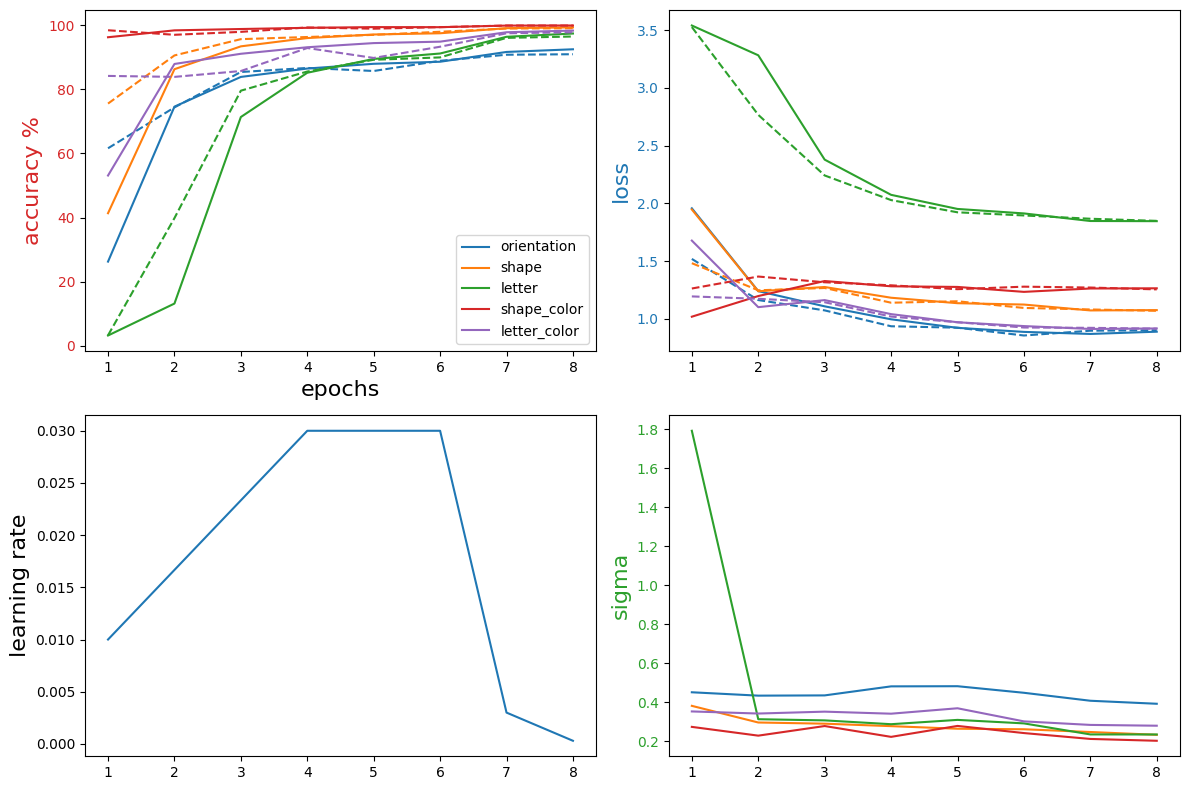 accuracy %
100
80
60
40
20
0
orientation
shape
letter
shape_color
letter_color
1 2 3 4 5 6 7 8
epochs
loss
3.5
3.0
2.5
2.0
1.5
1.0
1 2 3 4 5 6 7 8
learning rate
0.030
0.025
0.020
0.015
0.010
0.005
0.000
1 2 3 4 5 6 7 8
sigma
1.8
1.6
1.4
1.2
1.0
0.8
0.6
0.4
0.2
1 2 3 4 5 6 7 8